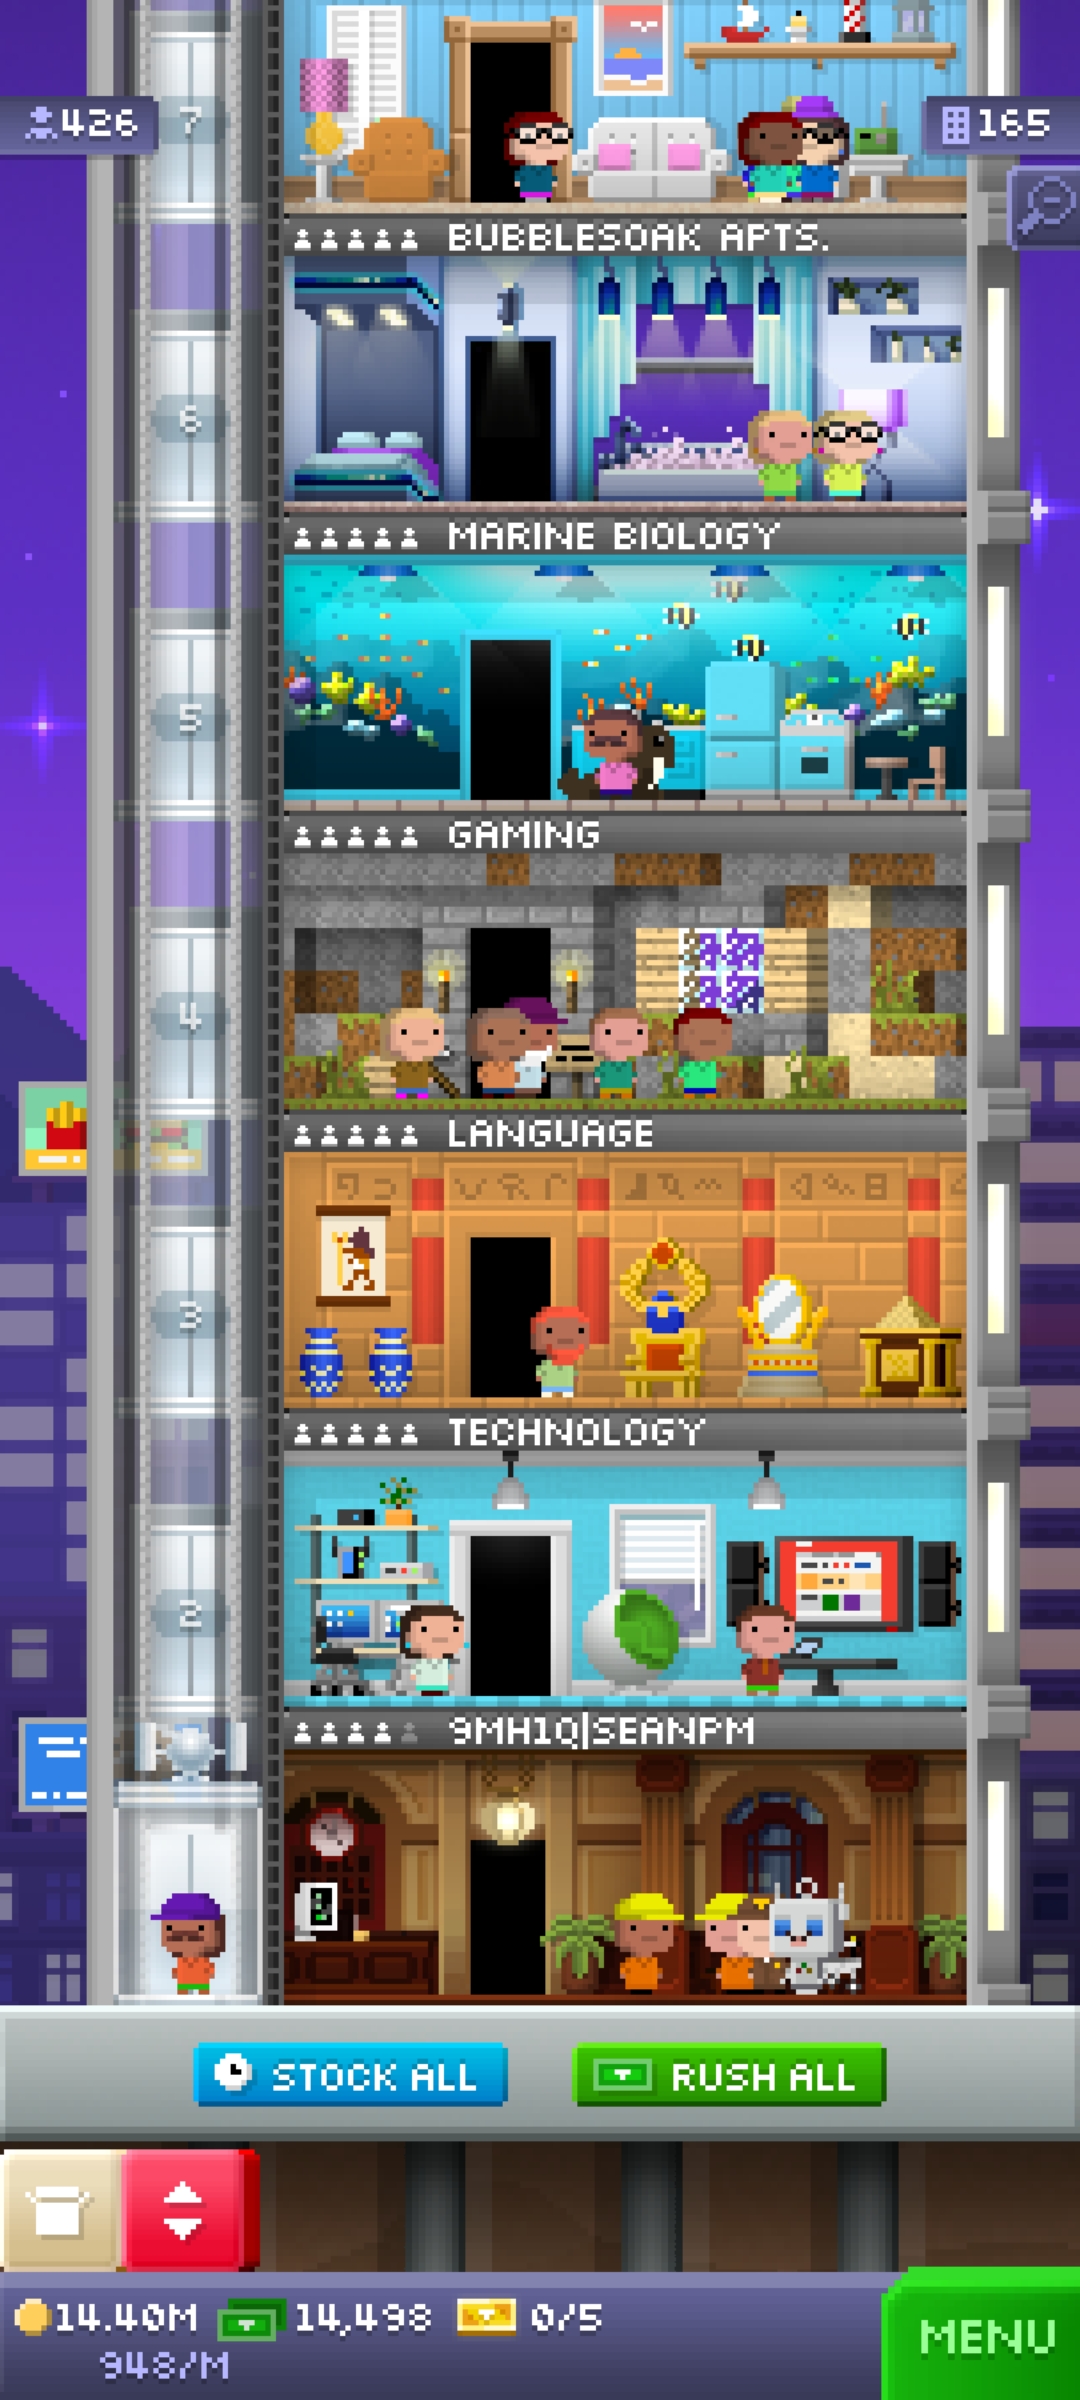 426
7
165
BUBBLESOAK APTS.
6
MARINE BIOLOGY
5
GAMING
4
LANGUAGE
3
TECHNOLOGY
2
9MH1Q|SEANPM
STOCK ALL
RUSH ALL
14.40M 14,498 0/5
948/M
MENU